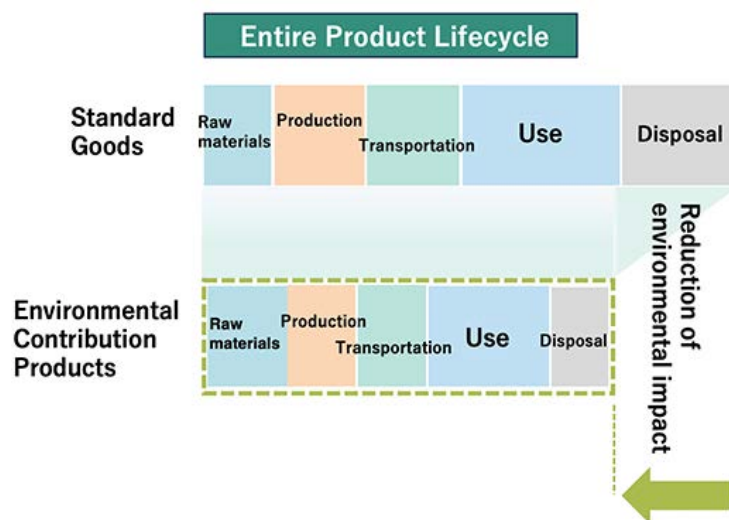 Entire Product Lifecycle
Standard
Goods
Raw
materials
Production
Transportation
Use
Disposal
Environmental
Contribution
Products
Raw
materials
Production
Transportation
Use
Disposal
Reduction of
environmental impact